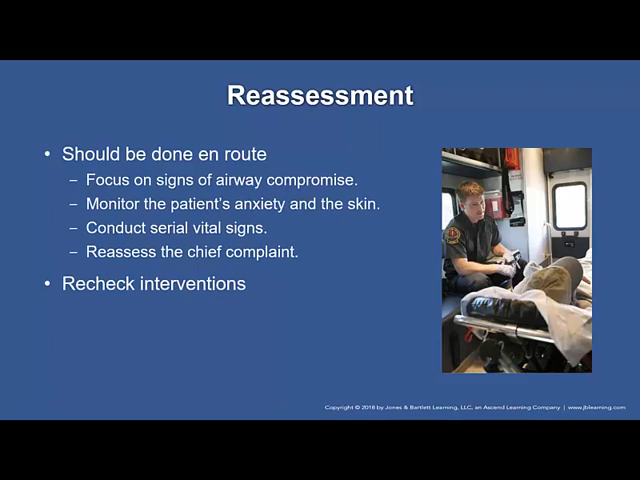 Reassessment
• Should be done en route
– Focus on signs of airway compromise.
– Monitor the patient's anxiety and the skin.
– Conduct serial vital signs.
– Reassess the chief complaint.
• Recheck interventions
Copyright © 2018 by Jones & Bartlett Learning, LLC, an Ascend Learning Company | www.jblearning.com